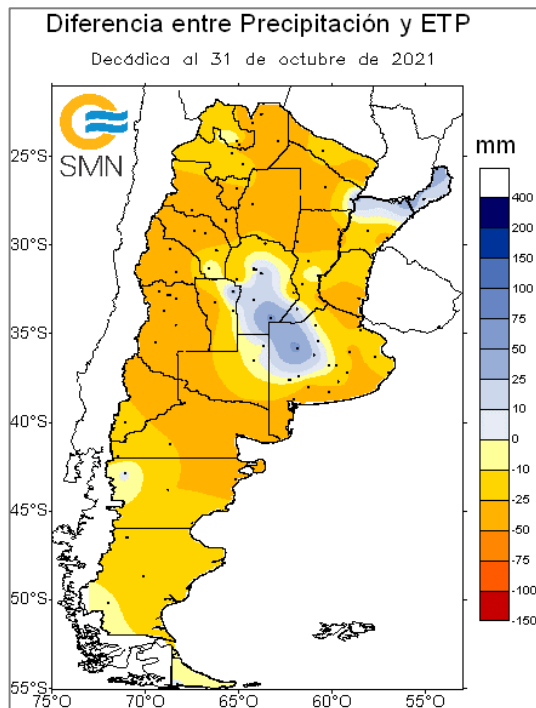 Diferencia entre Precipitación y ETP
Decádica al 31 de octubre de 2021
SMN
mm
400
200
150
100
75
50
25
10
0
-10
-25
-50
-75
-100
-150
25°S
30°S
35°S
40°S
45°S
50°S
55°S
75°O
70°O
65°O
60°O
55°O